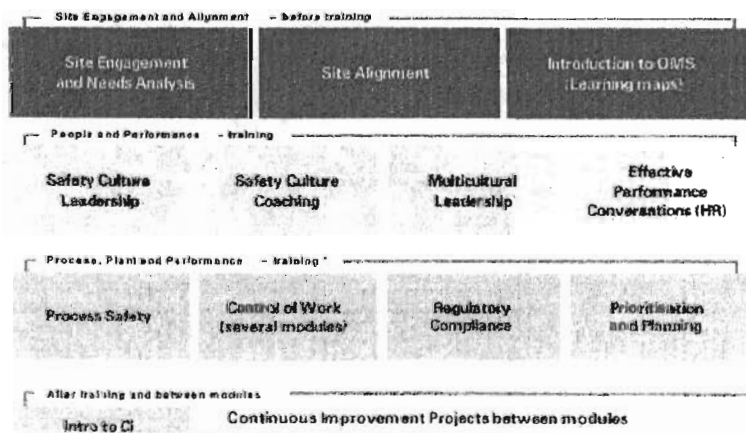 Site Engagement and Alignment – before training
Site Engagement
and Needs Analysis
Site Alignment
Introduction to OMS
(Learning maps)
People and Performance – training
Safety Culture
Leadership
Safety Culture
Coaching
Multicultural
Leadership
Effective
Performance
Conversations (HR)
Process, Plant and Performance – training *
Process Safety
Control of Work
(several modules)
Regulatory
Compliance
Prioritisation
and Planning
After training and between modules
Intro to CI
Continuous Improvement Projects between modules